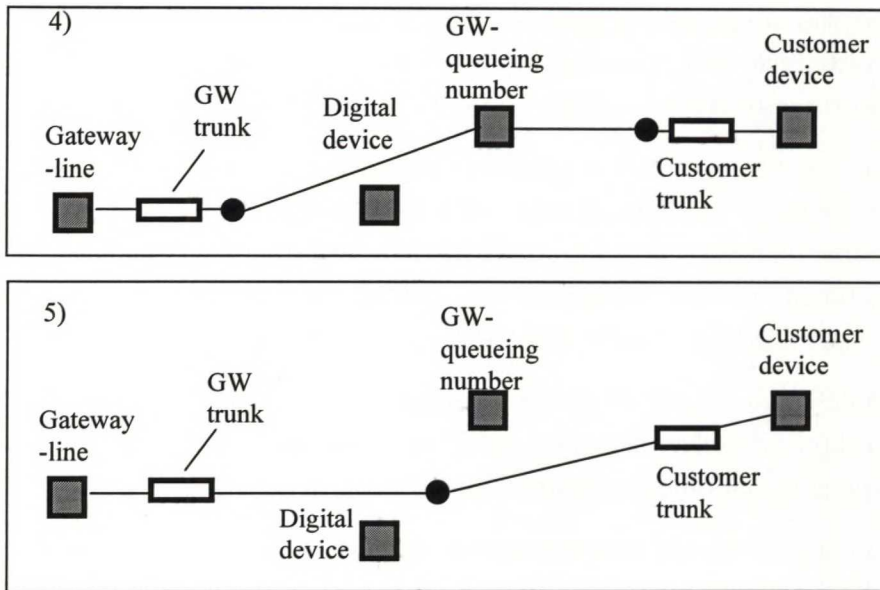 4)
GW-
queueing
number
Customer
device
GW
trunk
Digital
device
Gateway
-line
Customer
trunk
5)
GW-
queueing
number
Customer
device
GW
trunk
Gateway
-line
Customer
trunk
Digital
device